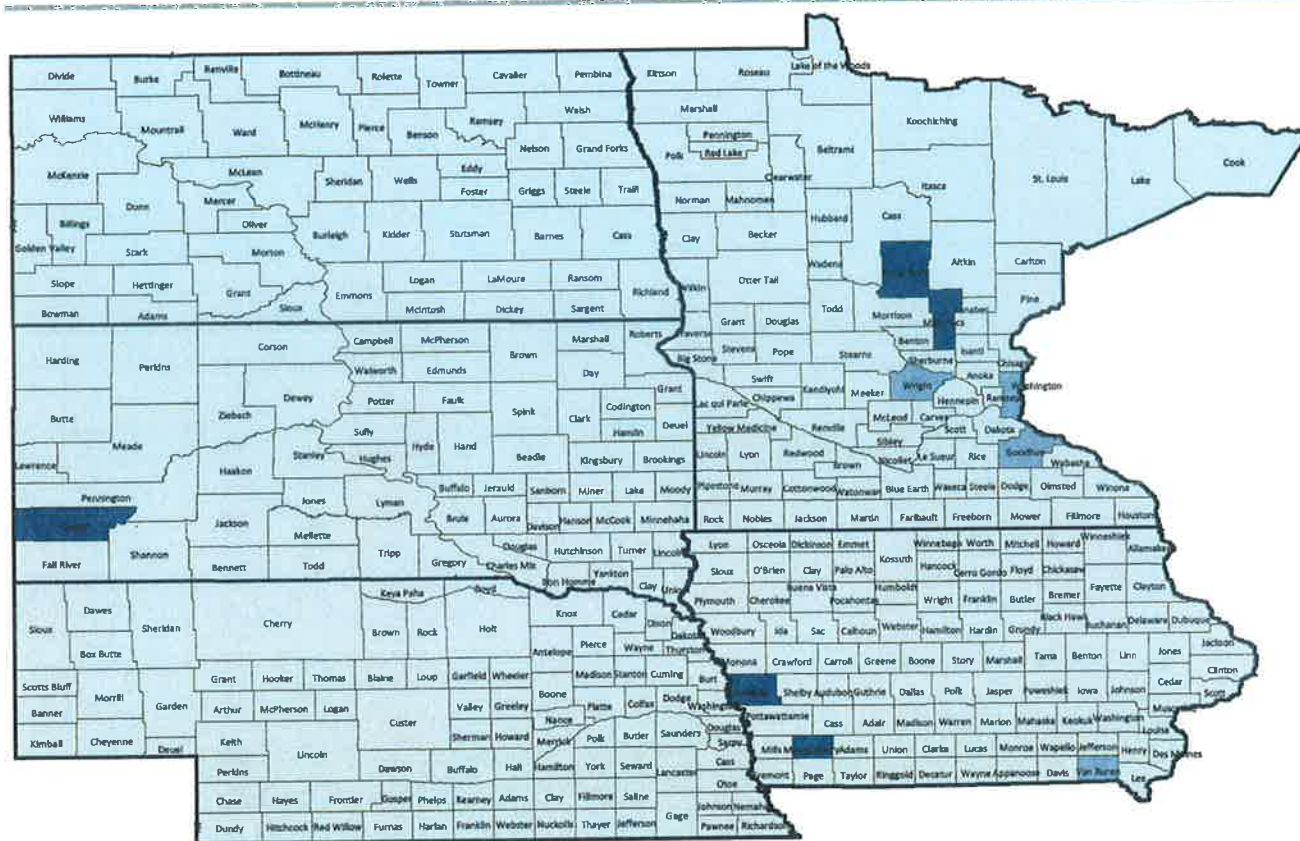 Divide Burke Renville Bottineau Rolette Towner Cavalier Pembina Kittson Roseau Lake of the Woods
Williams Mountrail Ward McHenry Pierce Benson Ramsey Walsh Marshall Koochiching
Nelson Grand Forks Polk Pennington Red Lake Beltrami Cook
McKenzie McLean Sheridan Wells Eddy Foster Griggs Steele Traill Clearwater Itasca St. Louis Lake
Dunn Mercer Oliver Norman Mahnomen Hubbard Cass
Golden Valley Billings Stark Morton Burleigh Kidder Stutsman Barnes Cass Clay Becker Wadena Aitkin Carlton
Slope Hettinger Grant Emmons Logan LaMoure Ransom Richland Wilkin Otter Tail Todd Morrison Pine
Bowman Adams Sioux McIntosh Dickey Sargent Grant Douglas
Harding Perkins Corson Campbell McPherson Brown Marshall Roberts Big Stone Stevens Pope Stearns Benton Sherburne Isanti
Walworth Edmunds Day Grant Swift Kandiyohi Meeker Wright Anoka Washington
Butte Ziebach Dewey Potter Faulk Spink Clark Codington Lac qui Parle Chippewa Hennepin
Meade Sully Hyde Hand Hamlin Deuel Yellow Medicine Renville McLeod Carver Scott Dakota
Lawrence Haakon Stanley Hughes Beadle Kingsbury Brookings Lincoln Lyon Redwood Brown Sibley Nicollet Le Sueur Rice Goodhue Wabasha
Pennington Jones Lyman Buffalo Jerauld Sanborn Miner Lake Moody Pipestone Murray Cottonwood Watonwan Blue Earth Waseca Steele Dodge Olmsted Winona
Jackson Mellette Brule Aurora Davison Hanson McCook Minnehaha Rock Nobles Jackson Martin Faribault Freeborn Mower Fillmore Houston
Fall River Shannon Bennett Todd Tripp Gregory Douglas Charles Mix Hutchinson Turner Lincoln Lyon Osceola Dickinson Emmet Kossuth Winnebago Worth Mitchell Howard Winneshiek Allamakee
Bon Homme Yankton Clay Union Sioux O'Brien Clay Palo Alto Hancock Cerro Gordo Floyd Chickasaw
Sioux Dawes Sheridan Cherry Keya Paha Boyd Knox Cedar Dixon Plymouth Cherokee Buena Vista Pocahontas Humboldt Wright Franklin Butler Bremer Fayette Clayton
Box Butte Brown Rock Holt Antelope Pierce Wayne Dakota Thurston Woodbury Ida Sac Calhoun Webster Hamilton Hardin Grundy Black Hawk Buchanan Delaware Dubuque
Scotts Bluff Morrill Garden Grant Hooker Thomas Blaine Loup Garfield Wheeler Madison Stanton Cuming Burt Monona Crawford Carroll Greene Boone Story Marshall Tama Benton Linn Jones Jackson
Banner Arthur McPherson Logan Custer Valley Greeley Boone Platte Colfax Dodge Washington Shelby Audubon Guthrie Dallas Polk Jasper Poweshiek Iowa Johnson Cedar Clinton Scott
Kimball Cheyenne Deuel Keith Lincoln Sherman Howard Nance Merrick Polk Butler Saunders Douglas Sarpy Pottawattamie Cass Adair Madison Warren Marion Mahaska Keokuk Washington Louisa
Perkins Dawson Buffalo Hall Hamilton York Seward Lancaster Cass Mills Adams Union Clarke Lucas Monroe Wapello Jefferson Henry Des Moines
Chase Hayes Frontier Gosper Phelps Kearney Adams Clay Fillmore Saline Otoe Page Taylor Ringgold Decatur Wayne Appanoose Davis Van Buren Lee
Dundy Hitchcock Red Willow Furnas Harlan Franklin Webster Nuckolls Thayer Jefferson Gage Johnson Nemaha Pawnee Richardson